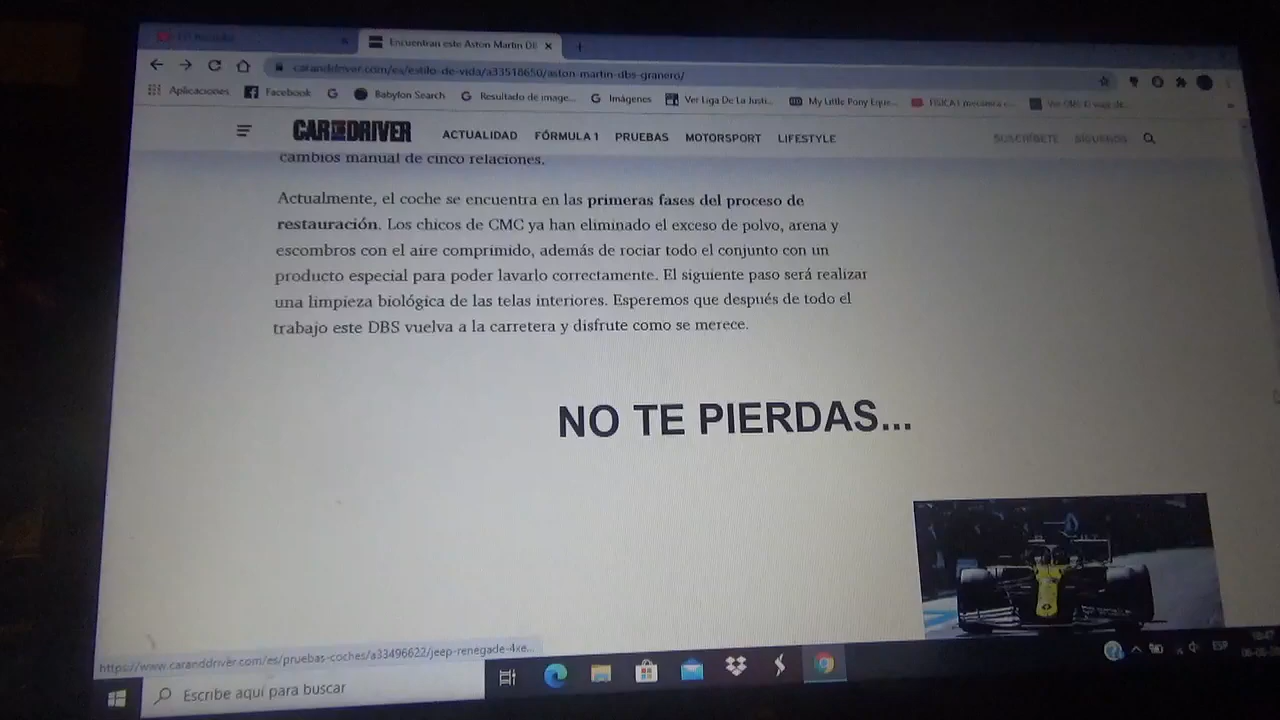 Encuentran este Aston Martin DB
caranddriver.com/es/estilo-de-vida/a33518650/aston-martin-dbs-granero/
Aplicaciones
Facebook
Babylon Search
Resultado de image...
Imágenes
Ver Liga De La Justi...
My Little Pony Eque...
CAR AND DRIVER
ACTUALIDAD
FÓRMULA 1
PRUEBAS
MOTORSPORT
LIFESTYLE
SUSCRÍBETE
SÍGUENOS
cambios manual de cinco relaciones.
Actualmente, el coche se encuentra en las primeras fases del proceso de
restauración. Los chicos de CMC ya han eliminado el exceso de polvo, arena y
escombros con el aire comprimido, además de rociar todo el conjunto con un
producto especial para poder lavarlo correctamente. El siguiente paso será realizar
una limpieza biológica de las telas interiores. Esperemos que después de todo el
trabajo este DBS vuelva a la carretera y disfrute como se merece.
NO TE PIERDAS...
https://www.caranddriver.com/es/pruebas-coches/a33496622/jeep-renegade-4xe...
Escribe aquí para buscar
ESP